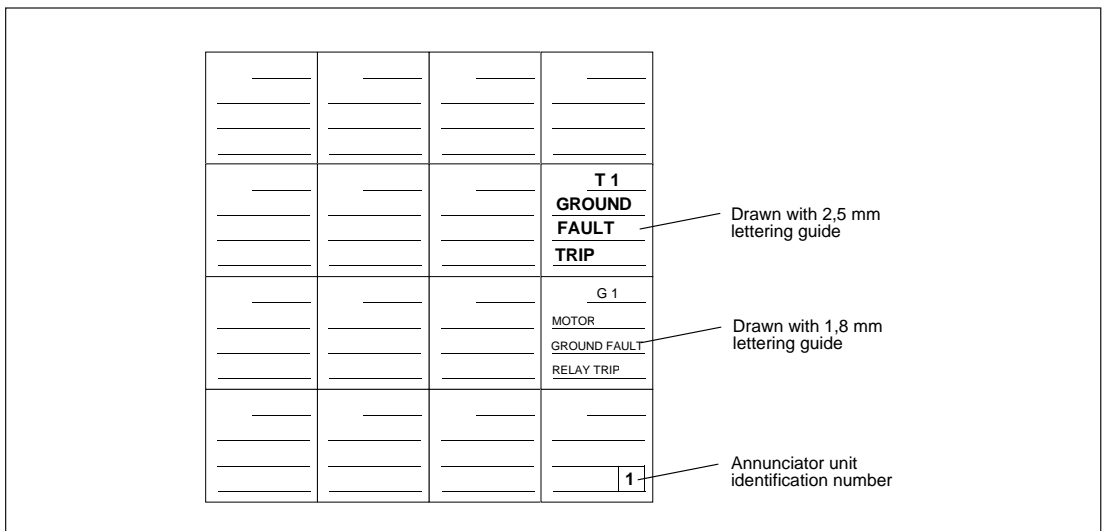 T 1
GROUND
FAULT
TRIP
Drawn with 2,5 mm
lettering guide
G 1
MOTOR
GROUND FAULT
RELAY TRIP
Drawn with 1,8 mm
lettering guide
1
Annunciator unit
identification number